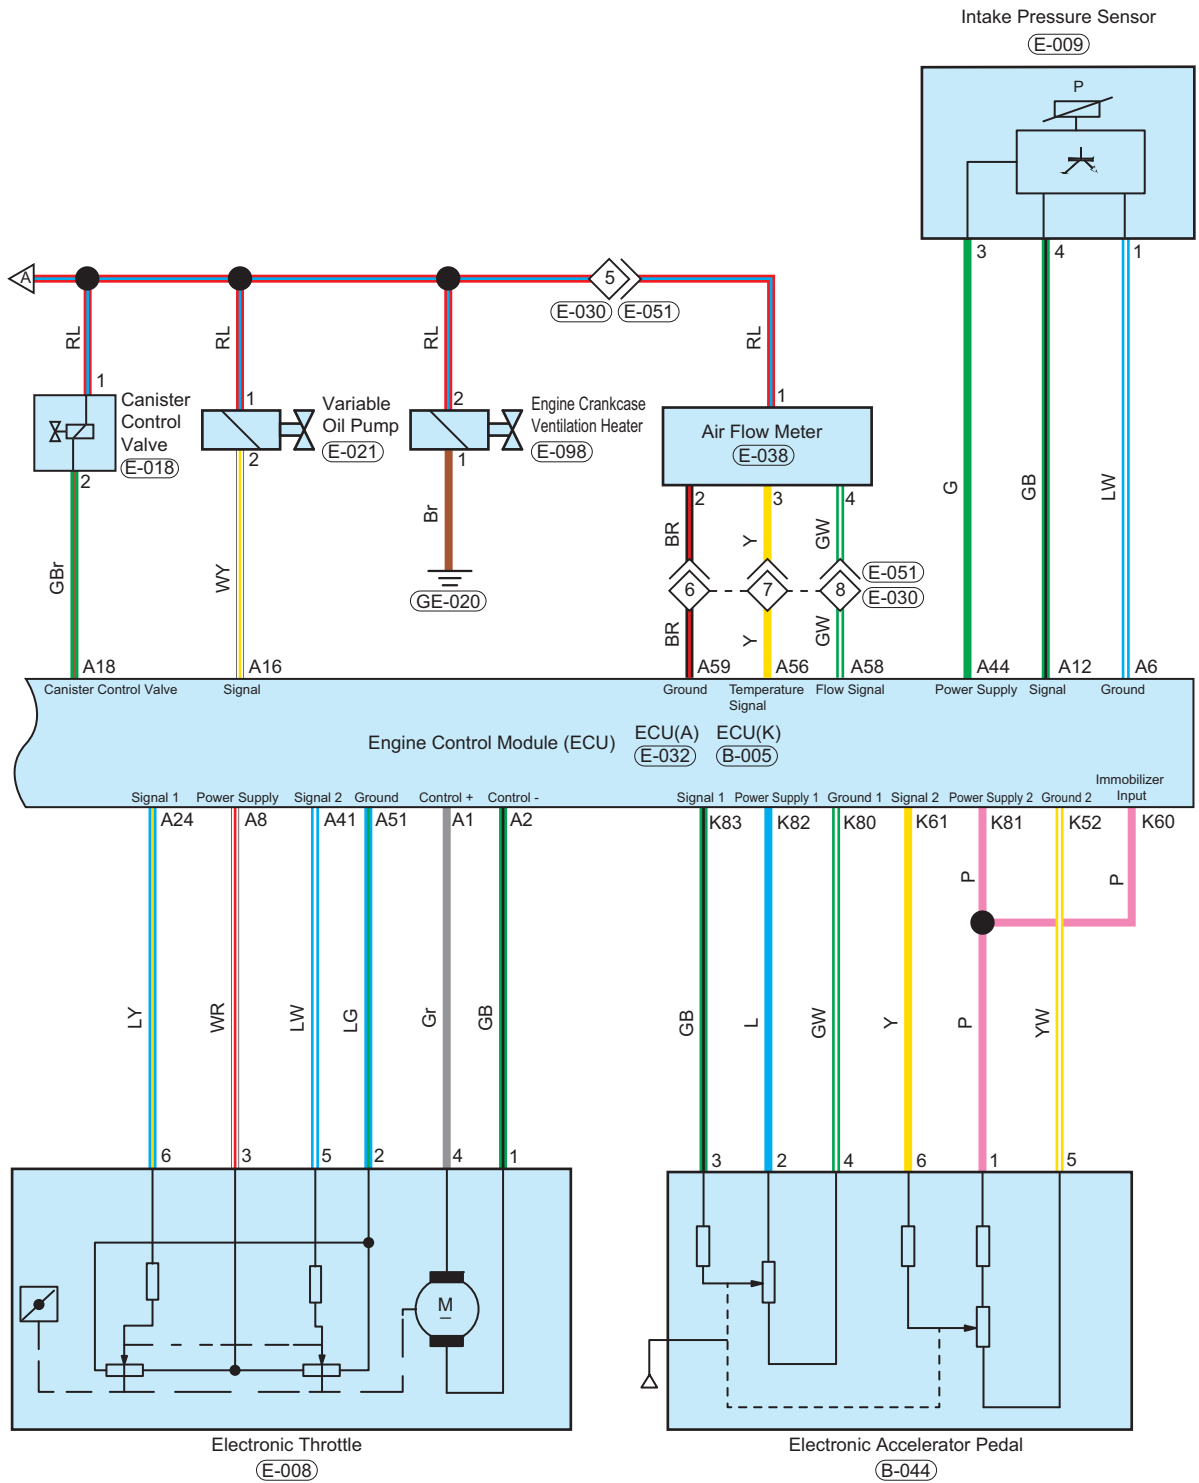 Intake Pressure Sensor
E-009
P
3
4
1
A
5
E-030
E-051
RL
RL
RL
RL
1
Canister
Control
Valve
E-018
2
1
Variable
Oil Pump
E-021
2
2
Engine Crankcase
Ventilation Heater
E-098
1
1
Air Flow Meter
E-038
2
3
4
G
GB
LW
GBr
WY
Br
BR
Y
GW
GE-020
6
7
8
E-051
E-030
BR
Y
GW
A18
A16
A59
A56
A58
A44
A12
A6
Canister Control Valve
Signal
Ground
Temperature
Signal
Flow Signal
Power Supply
Signal
Ground
Engine Control Module (ECU)
ECU(A)
E-032
ECU(K)
B-005
Signal 1
Power Supply
Signal 2
Ground
Control +
Control -
Signal 1
Power Supply 1
Ground 1
Signal 2
Power Supply 2
Ground 2
Immobilizer
Input
A24
A8
A41
A51
A1
A2
K83
K82
K80
K61
K81
K52
K60
P
P
LY
WR
LW
LG
Gr
GB
GB
L
GW
Y
P
YW
6
3
5
2
4
1
3
2
4
6
1
5
M
Electronic Throttle
E-008
Electronic Accelerator Pedal
B-044